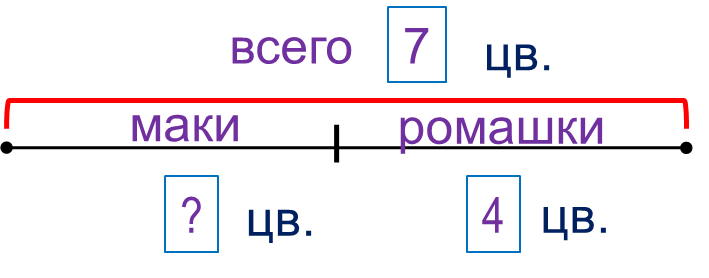 всего 7 цв.
маки ромашки
? цв. 4 цв.